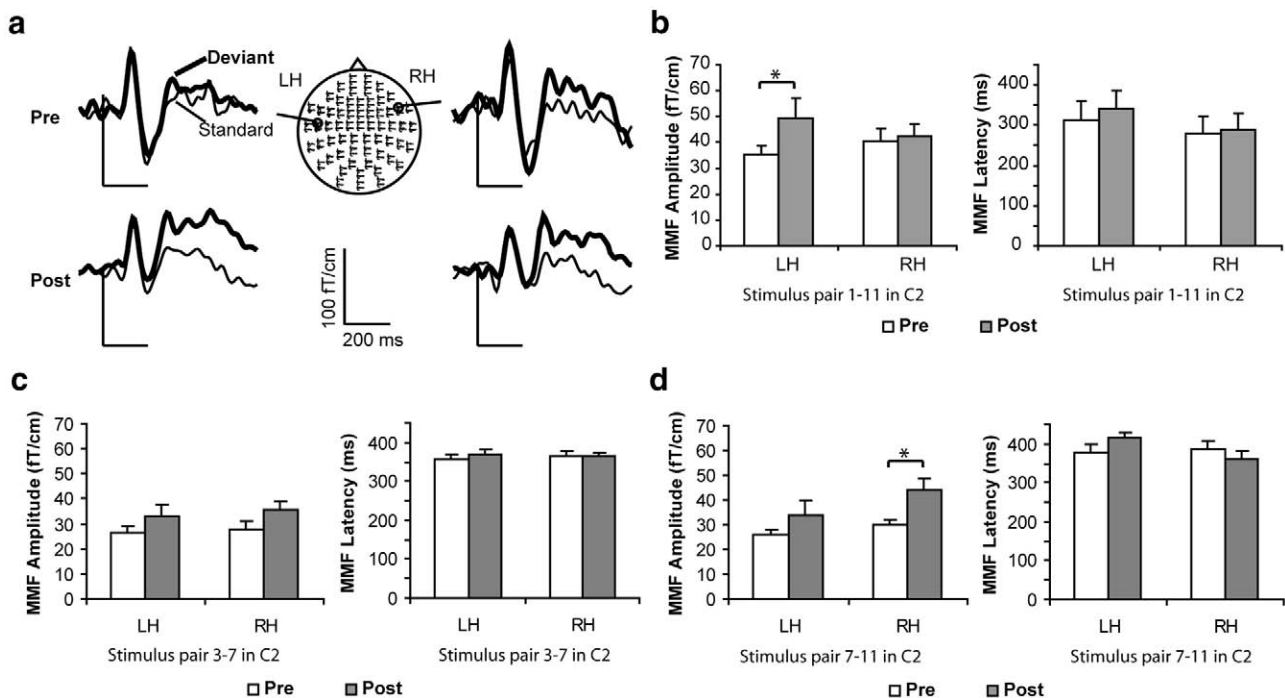 a
LH
RH
Deviant
Standard
Pre
Post
100 fT/cm
200 ms
b
MMF Amplitude (fT/cm)
70
60
50
40
30
20
10
0
*
LH
RH
Stimulus pair 1-11 in C2
MMF Latency (ms)
400
300
200
100
0
LH
RH
Stimulus pair 1-11 in C2
Pre
Post
c
MMF Amplitude (fT/cm)
70
60
50
40
30
20
10
0
LH
RH
Stimulus pair 3-7 in C2
MMF Latency (ms)
400
300
200
100
0
LH
RH
Stimulus pair 3-7 in C2
Pre
Post
d
MMF Amplitude (fT/cm)
70
60
50
40
30
20
10
0
*
LH
RH
Stimulus pair 7-11 in C2
MMF Latency (ms)
400
300
200
100
0
LH
RH
Stimulus pair 7-11 in C2
Pre
Post